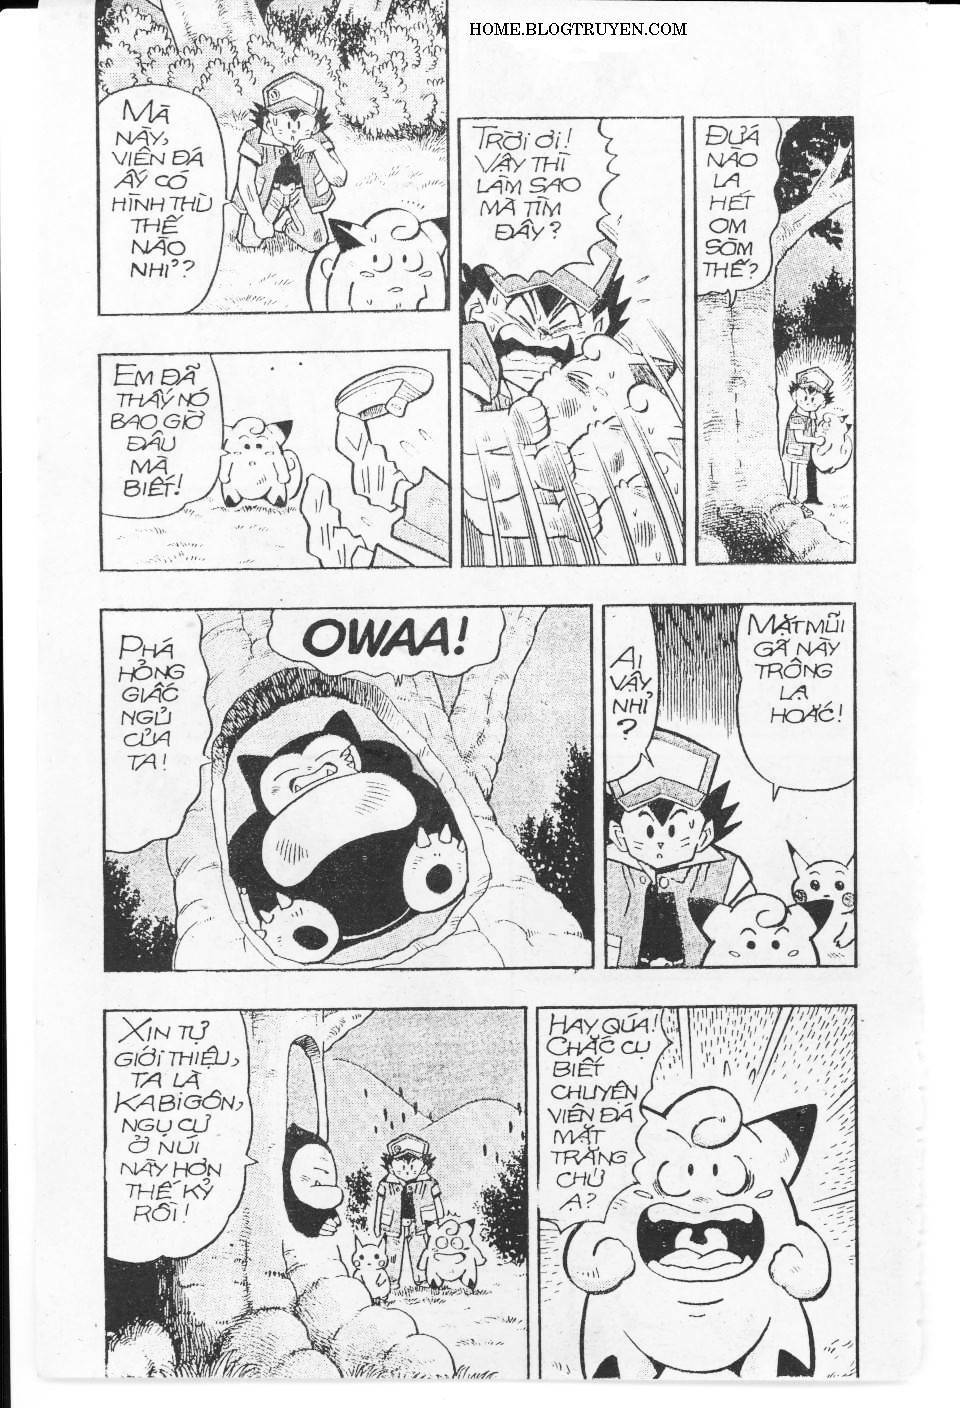 HOME.BLOGTRUYEN.COM
MÀ
NÀY,
VIÊN ĐÁ
ẤY CÓ
HÌNH THÙ
THẾ
NÀO
NHỈ?
EM ĐÃ
THẤY NÓ
BAO GIỜ
ĐÂU
MÀ
BIẾT!
TRỜI ƠI!
VẬY THÌ
LÀM SAO
MÀ TÌM
ĐÂY?
ĐỨA
NÀO
LA
HÉT
OM
SÒM
THẾ?
PHÁ
HỎNG
GIẤC
NGỦ
CỦA
TA!
OWAA!
AI
VẬY
NHỈ
?
MẶT MŨI
GÃ NÀY
TRÔNG
LẠ
HOẮC!
XIN TỰ
GIỚI THIỆU,
TA LÀ
KABIGÔN,
NGỤ CƯ
Ở NÚI
NÀY HƠN
THẾ KỶ
RỒI!
HAY QÚA!
CHẮC CỤ
BIẾT
CHUYỆN
VIÊN ĐÁ
MẶT
TRĂNG
CHỨ
Ạ?